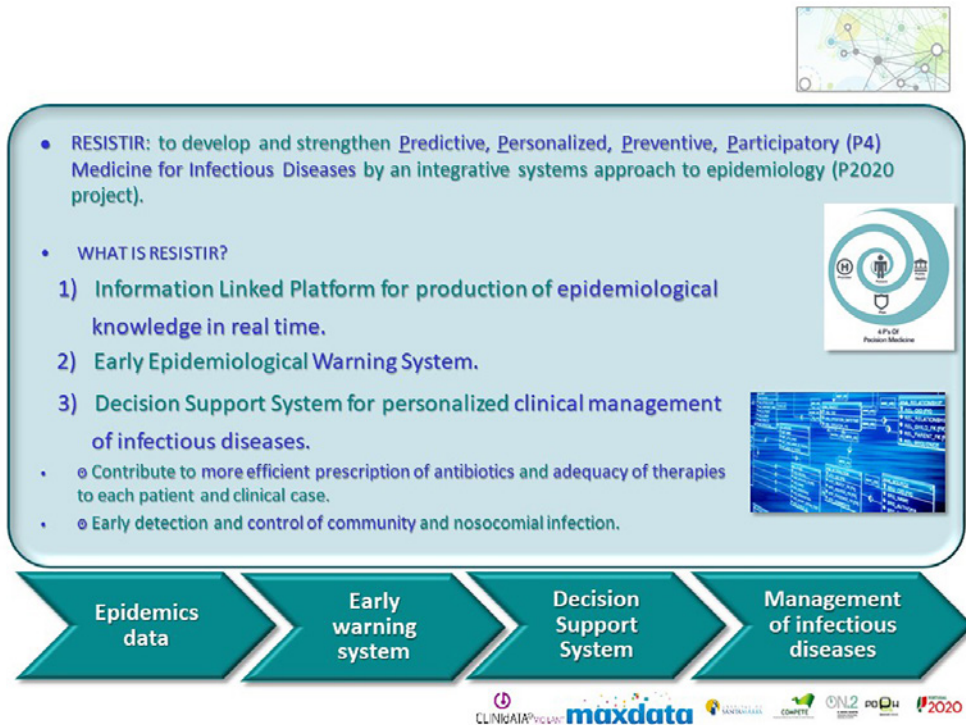 ● RESISTIR: to develop and strengthen Predictive, Personalized, Preventive, Participatory (P4)
Medicine for Infectious Diseases by an integrative systems approach to epidemiology (P2020
project).
• WHAT IS RESISTIR?
1) Information Linked Platform for production of epidemiological
knowledge in real time.
2) Early Epidemiological Warning System.
3) Decision Support System for personalized clinical management
of infectious diseases.
• ʘ Contribute to more efficient prescription of antibiotics and adequacy of therapies
to each patient and clinical case.
• ʘ Early detection and control of community and nosocomial infection.
H
4 P's Of
Pecision Medicine
Epidemics
data
Early
warning
system
Decision
Support
System
Management
of infectious
diseases
maxdata
SANTAMARIA
COMPETE
ON.2
2020